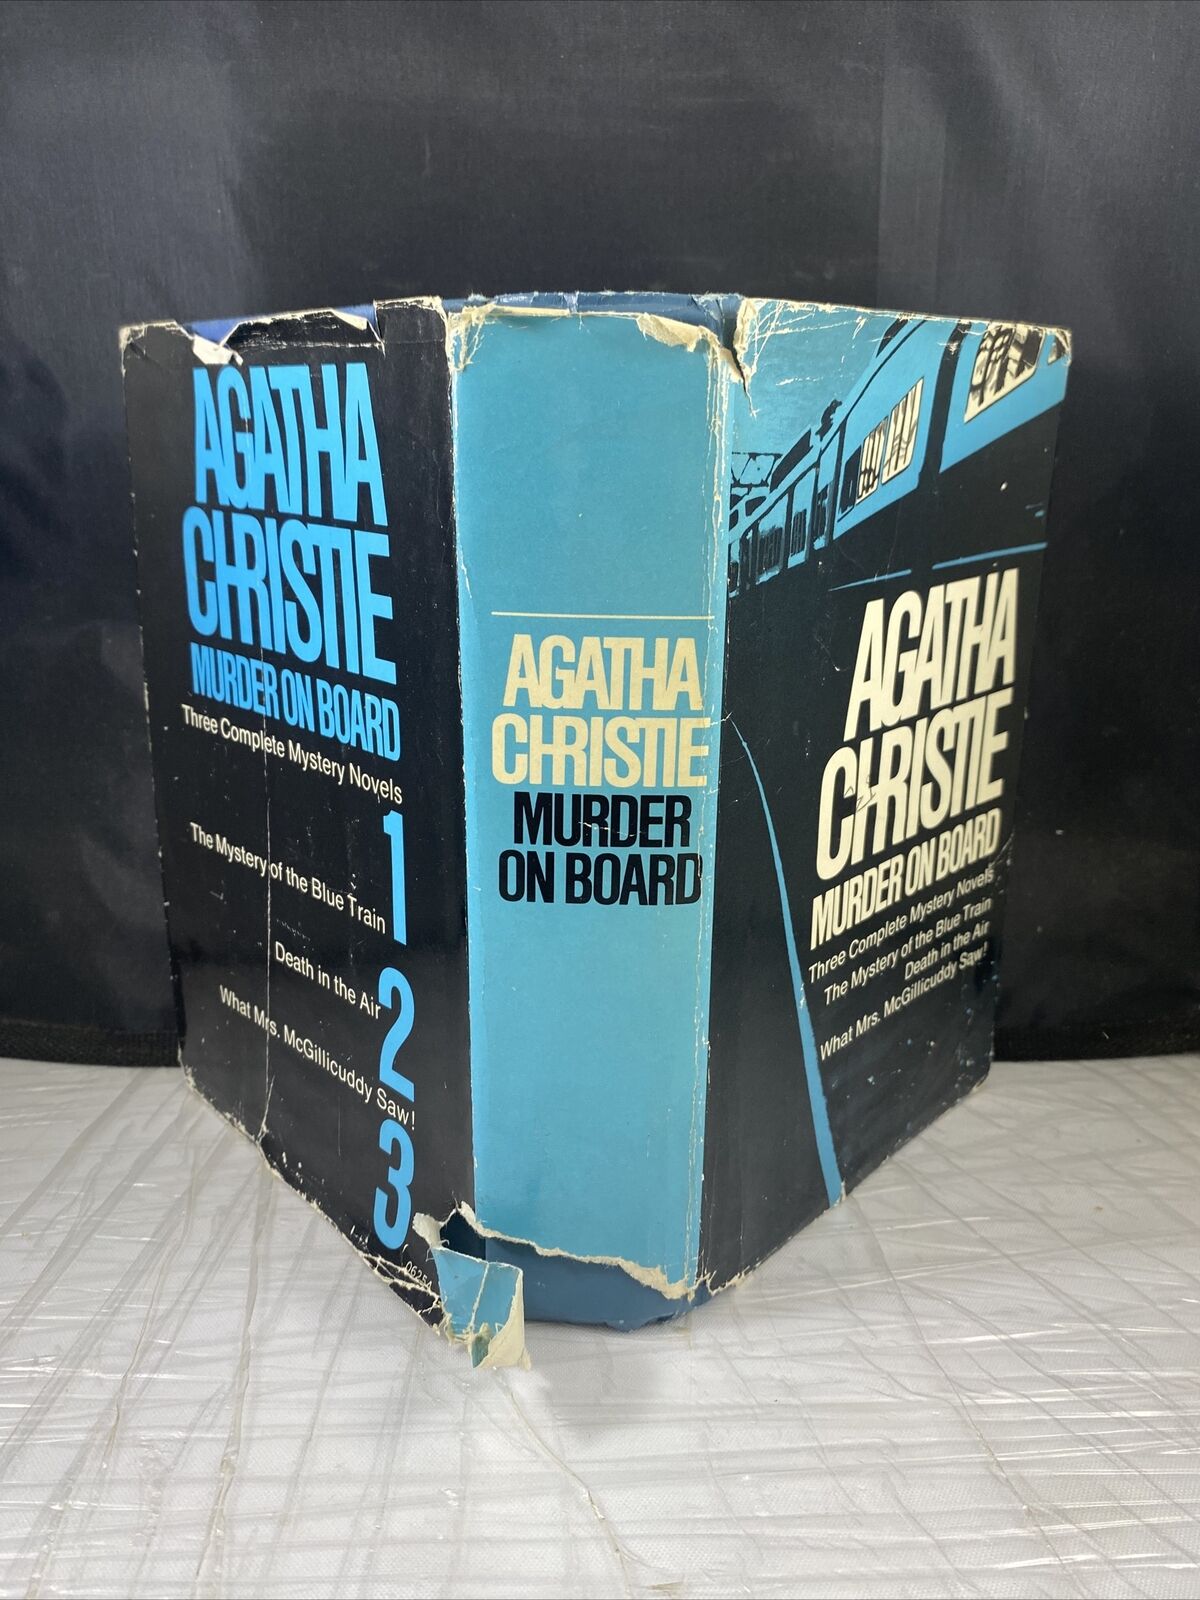 AGATHA
CHRISTIE
MURDER ON BOARD
Three Complete Mystery Novels
1
The Mystery of the Blue Train
2
Death in the Air
3
What Mrs. McGillicuddy Saw!
0625A
AGATHA
CHRISTIE
MURDER
ON BOARD
AGATHA
CHRISTIE
MURDER ON BOARD
Three Complete Mystery Novels
The Mystery of the Blue Train
Death in the Air
What Mrs. McGillicuddy Saw!